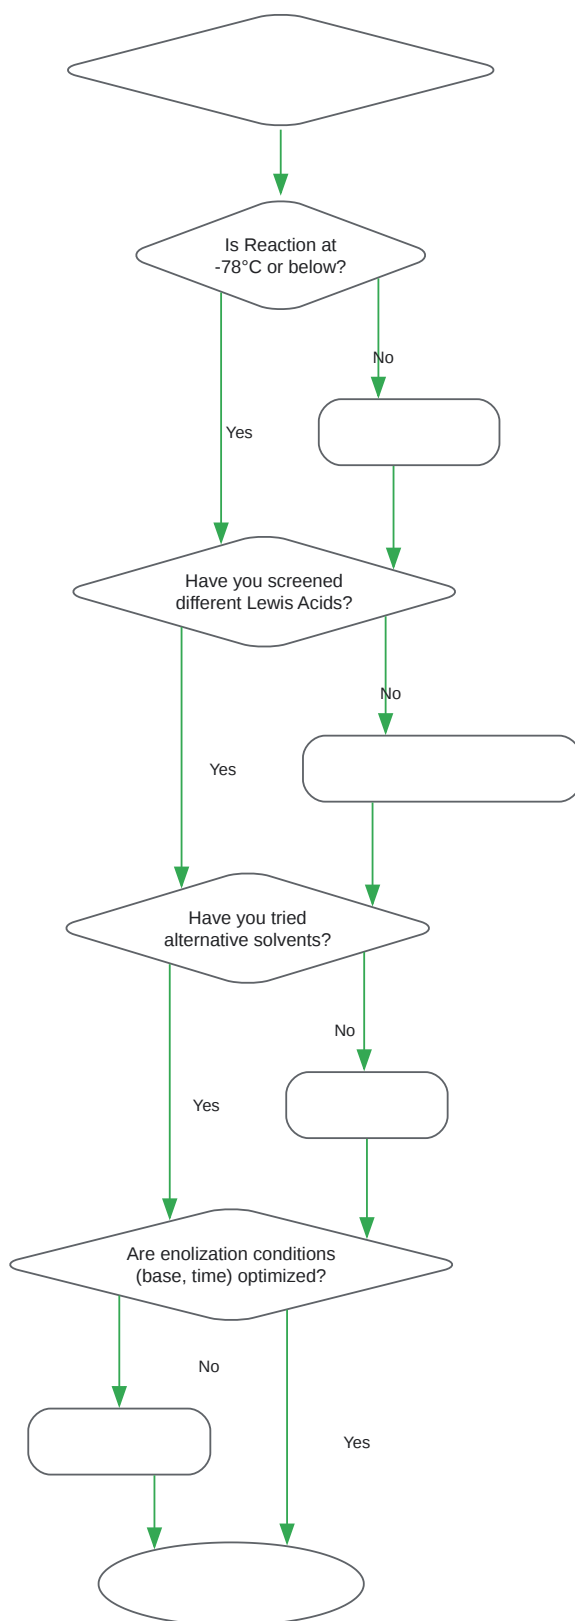 Is Reaction at
-78°C or below?
No
Yes
Have you screened
different Lewis Acids?
No
Yes
Have you tried
alternative solvents?
No
Yes
Are enolization conditions
(base, time) optimized?
No
Yes